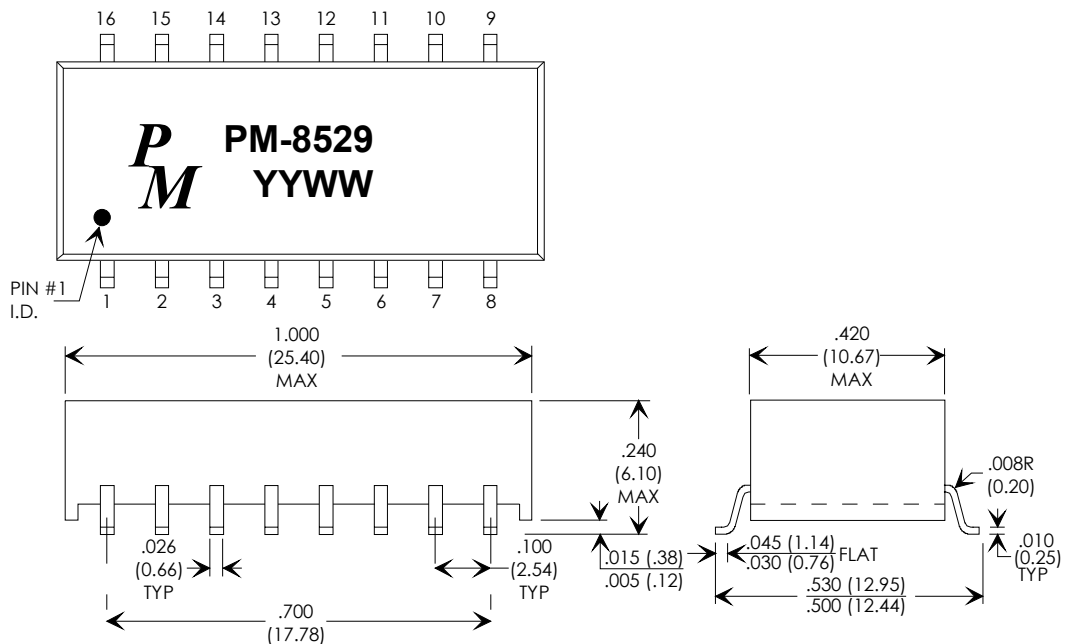 16 15 14 13 12 11 10 9
P
M
PM-8529
YYWW
PIN #1
I.D.
1 2 3 4 5 6 7 8
1.000
(25.40)
MAX
.420
(10.67)
MAX
.240
(6.10)
MAX
.008R
(0.20)
.026
(0.66)
TYP
.100
(2.54)
TYP
.015 (.38)
.005 (.12)
.045 (1.14)
.030 (0.76)
FLAT
.010
(0.25)
TYP
.530 (12.95)
.500 (12.44)
.700
(17.78)